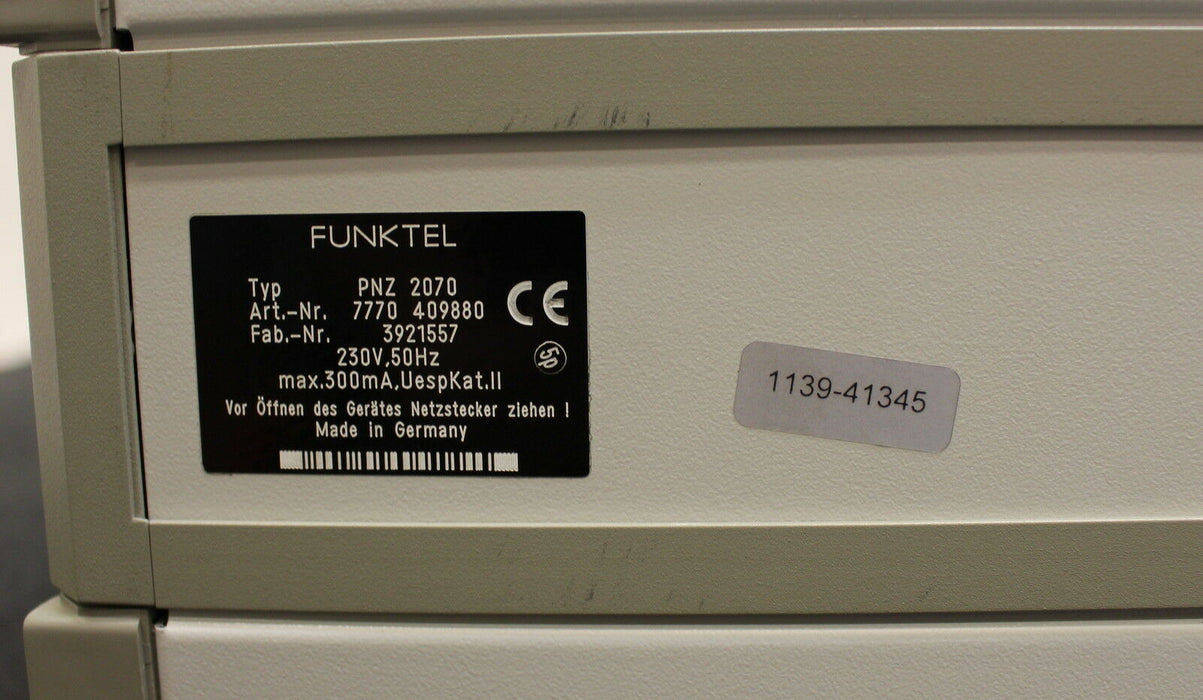 FUNKTEL
Typ PNZ 2070
Art.-Nr. 7770 409880
Fab.-Nr. 3921557
230V,50Hz
max.300mA,UespKat.II
Vor Öffnen des Gerätes Netzstecker ziehen !
Made in Germany
CE
1139-41345